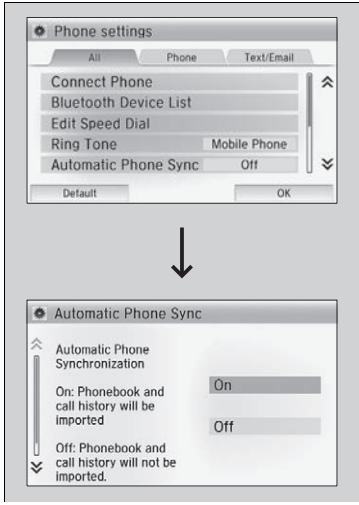 Phone settings
All Phone Text/Email
Connect Phone
Bluetooth Device List
Edit Speed Dial
Ring Tone Mobile Phone
Automatic Phone Sync Off
Default OK
Automatic Phone Sync
Automatic Phone
Synchronization
On: Phonebook and
call history will be
imported
Off: Phonebook and
call history will not be
imported.
On
Off